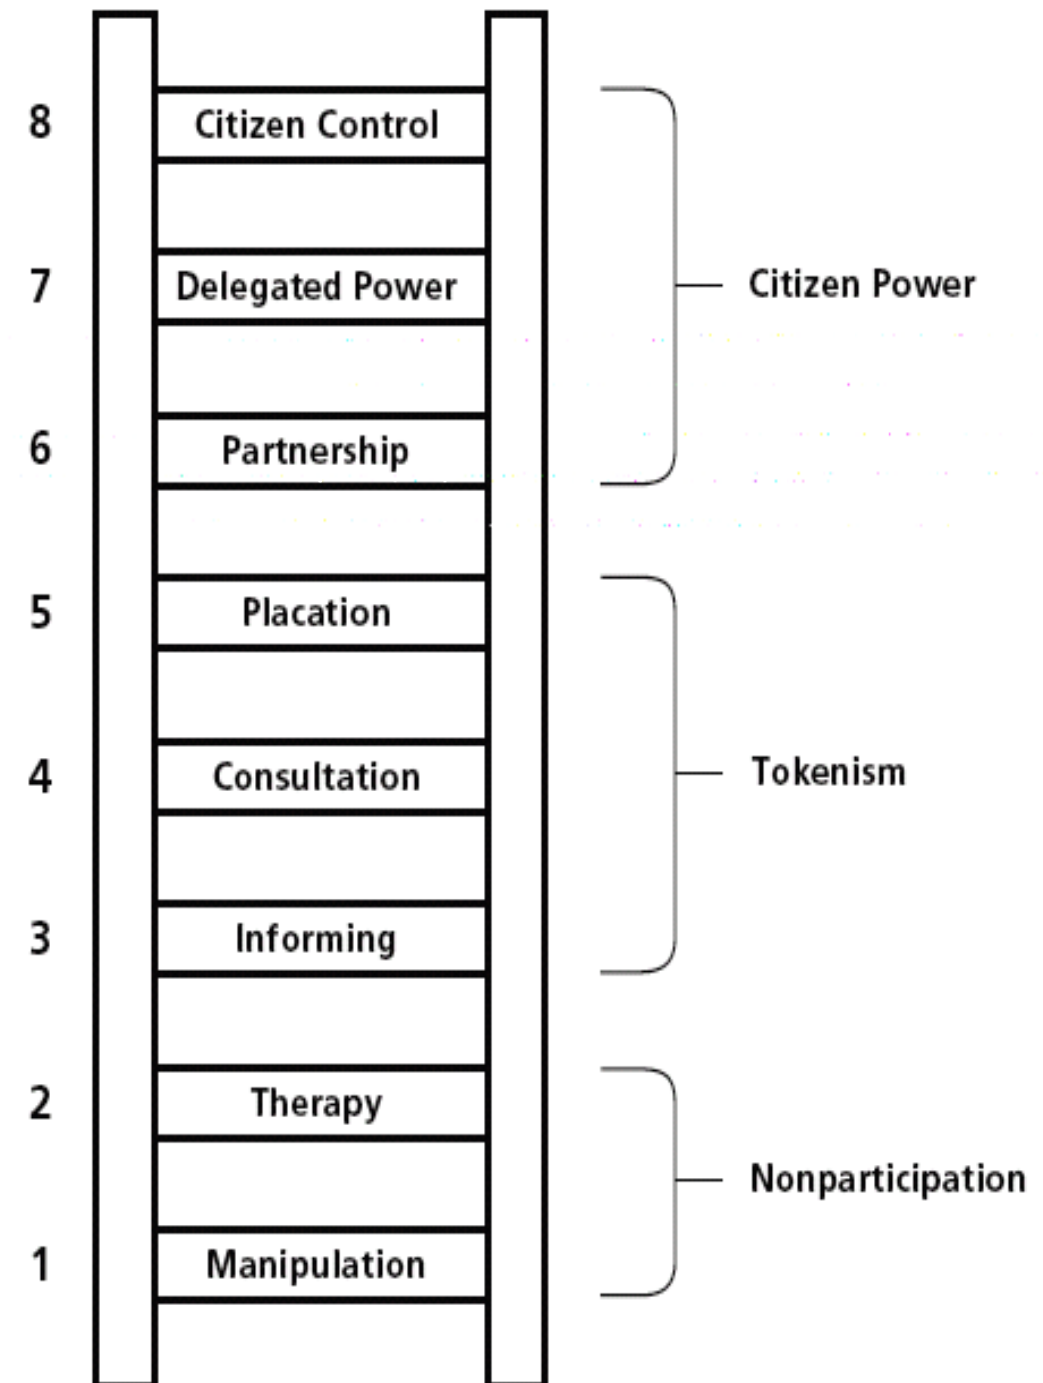 8 Citizen Control
7 Delegated Power
Citizen Power
6 Partnership
5 Placation
4 Consultation
Tokenism
3 Informing
2 Therapy
Nonparticipation
1 Manipulation